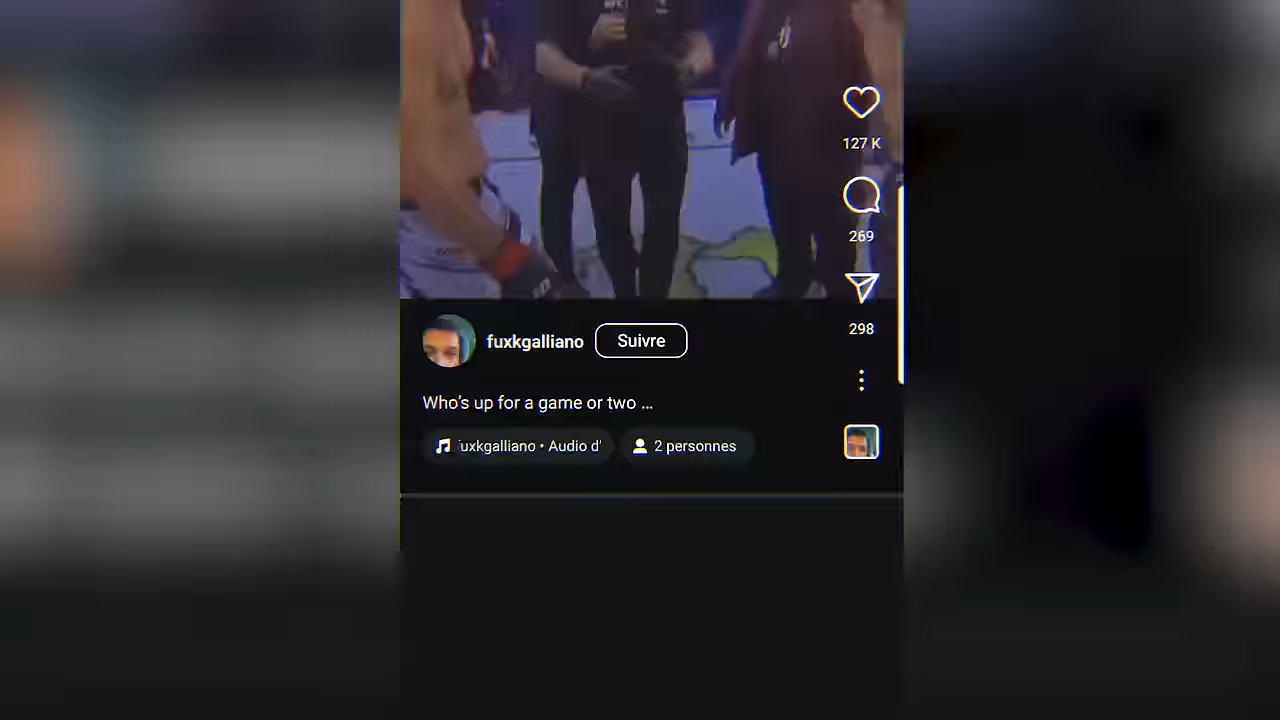 127 K
269
298
fuxkgalliano
Suivre
Who's up for a game or two ...
uxkgalliano • Audio d'
2 personnes